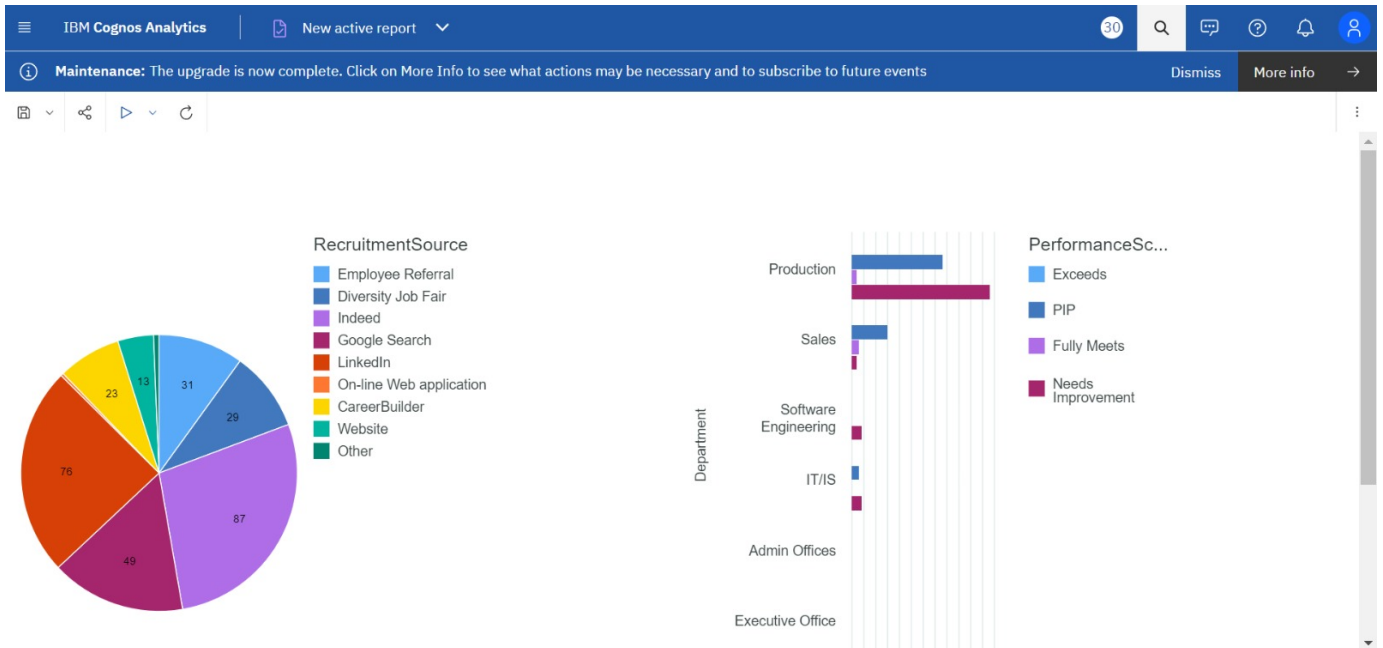 IBM Cognos Analytics
New active report
30
Maintenance: The upgrade is now complete. Click on More Info to see what actions may be necessary and to subscribe to future events
Dismiss
More info
RecruitmentSource
Employee Referral
Diversity Job Fair
Indeed
Google Search
LinkedIn
On-line Web application
CareerBuilder
Website
Other
31
29
87
49
76
23
13
Department
Production
Sales
Software
Engineering
IT/IS
Admin Offices
Executive Office
PerformanceSc...
Exceeds
PIP
Fully Meets
Needs
Improvement